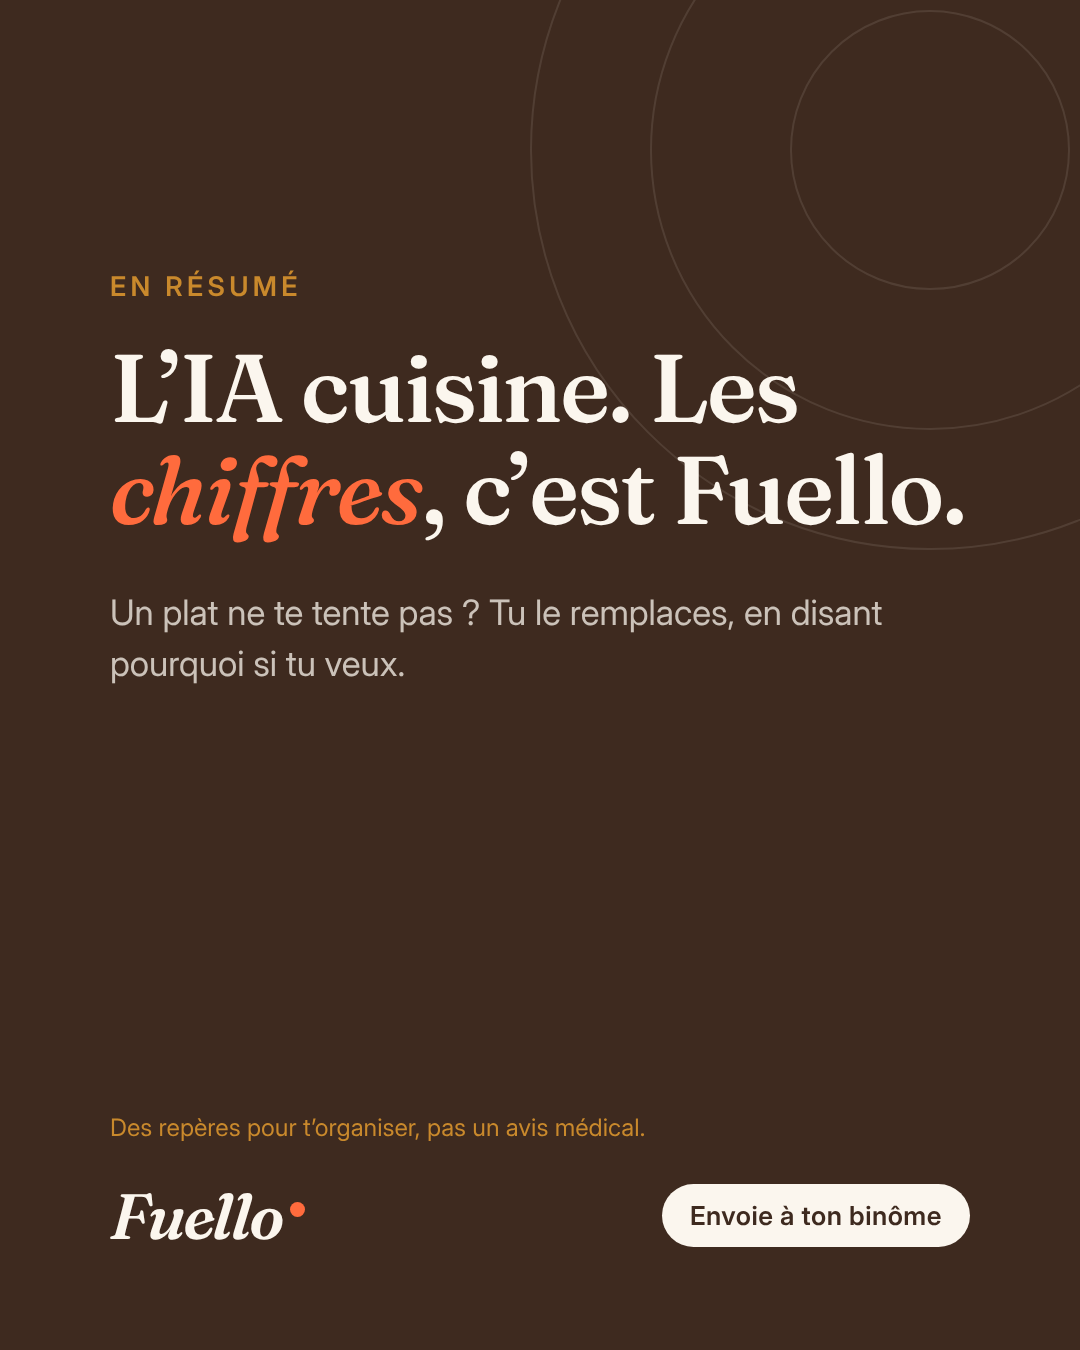 EN RÉSUMÉ
L’IA cuisine. Les
chiffres, c’est Fuello.
Un plat ne te tente pas ? Tu le remplaces, en disant
pourquoi si tu veux.
Des repères pour t’organiser, pas un avis médical.
Fuello
Envoie à ton binôme